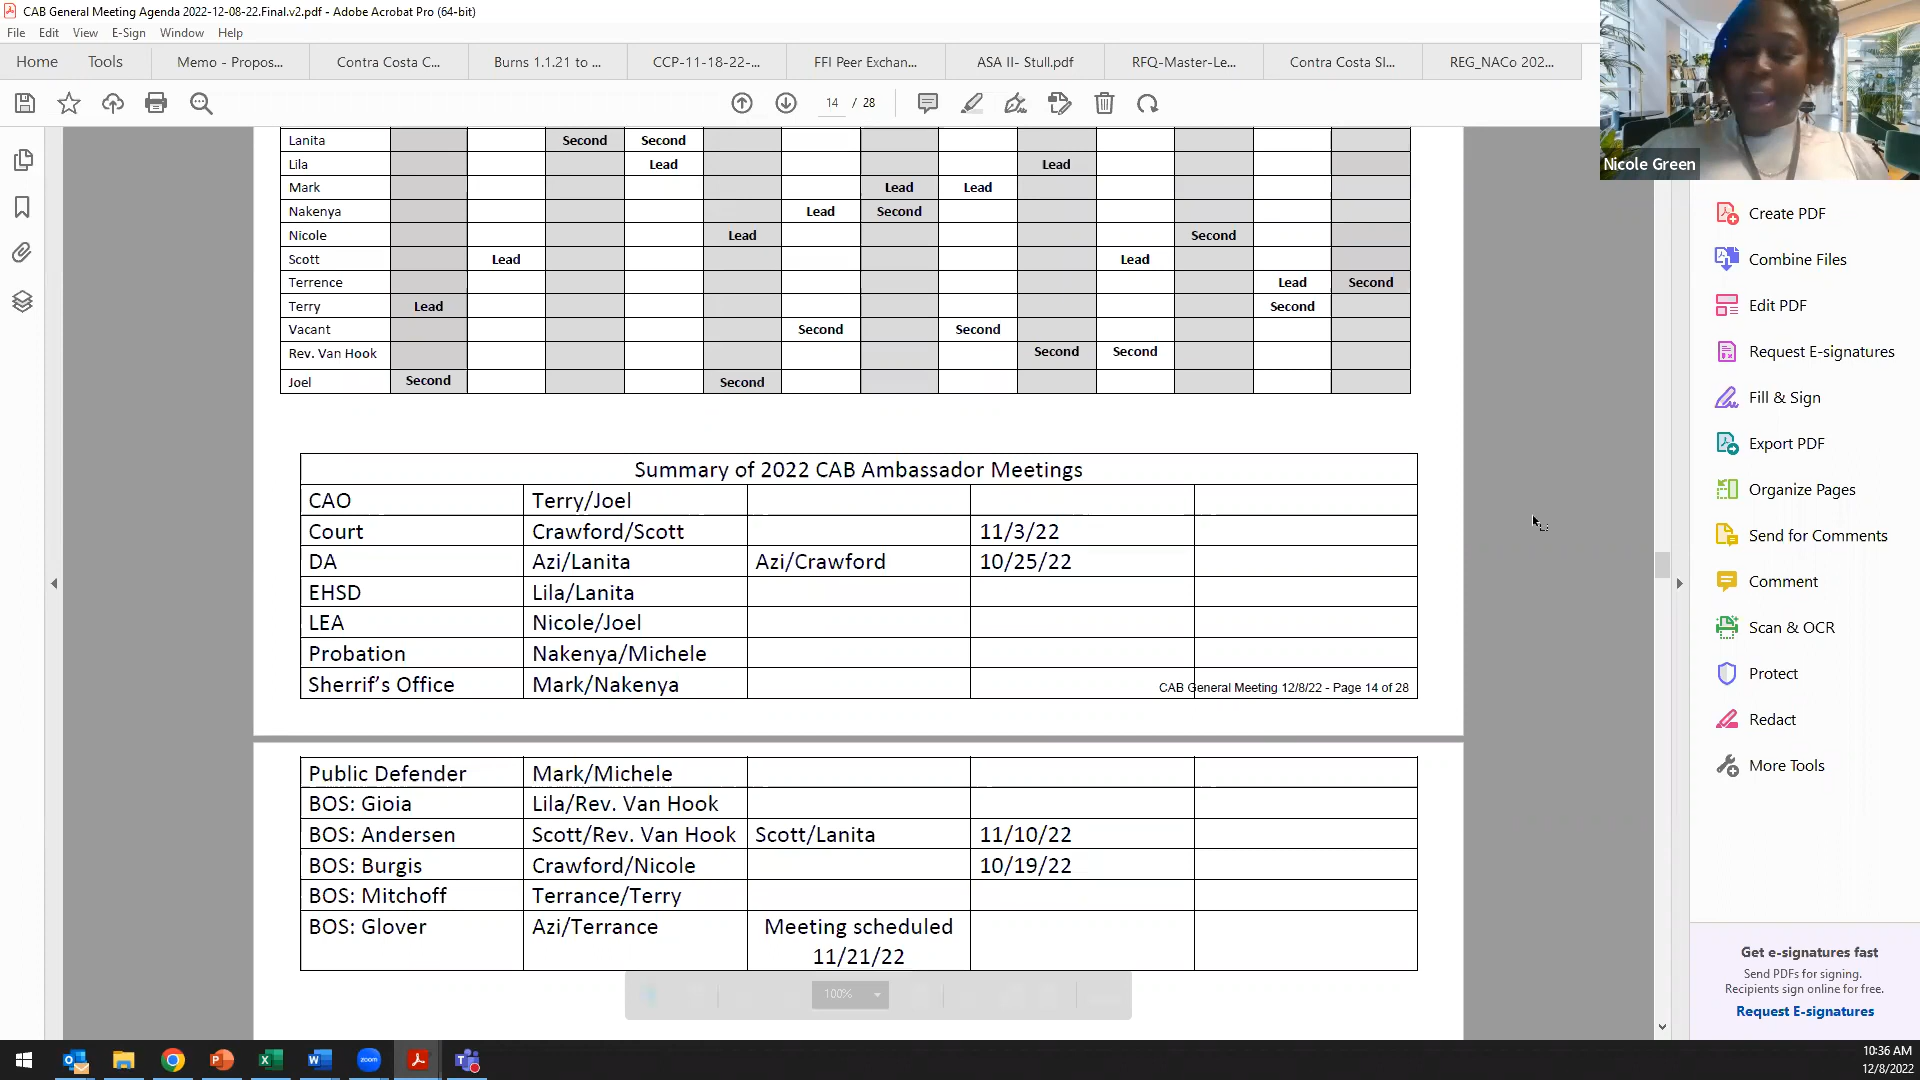 CAB General Meeting Agenda 2022-12-08-22.Final.v2.pdf - Adobe Acrobat Pro (64-bit)
File Edit View E-Sign Window Help
Home Tools Memo - Propos... Contra Costa C... Burns 1.1.21 to ... CCP-11-18-22-... FFI Peer Exchan... ASA II- Stull.pdf RFQ-Master-Le... Contra Costa Sl... REG_NACo 202...
14 / 28
Nicole Green
Lanita Second Second
Lila Lead Lead
Mark Lead Lead
Nakenya Lead Second
Nicole Lead Second
Scott Lead Lead
Terrence Lead Second
Terry Lead Second
Vacant Second Second
Rev. Van Hook Second Second
Joel Second Second
Summary of 2022 CAB Ambassador Meetings
CAO Terry/Joel
Court Crawford/Scott 11/3/22
DA Azi/Lanita Azi/Crawford 10/25/22
EHSD Lila/Lanita
LEA Nicole/Joel
Probation Nakenya/Michele
Sherrif’s Office Mark/Nakenya
CAB General Meeting 12/8/22 - Page 14 of 28
Public Defender Mark/Michele
BOS: Gioia Lila/Rev. Van Hook
BOS: Andersen Scott/Rev. Van Hook Scott/Lanita 11/10/22
BOS: Burgis Crawford/Nicole 10/19/22
BOS: Mitchoff Terrance/Terry
BOS: Glover Azi/Terrance Meeting scheduled
11/21/22
100%
Create PDF
Combine Files
Edit PDF
Request E-signatures
Fill & Sign
Export PDF
Organize Pages
Send for Comments
Comment
Scan & OCR
Protect
Redact
More Tools
Get e-signatures fast
Send PDFs for signing.
Recipients sign online for free.
Request E-signatures
zoom
10:36 AM
12/8/2022